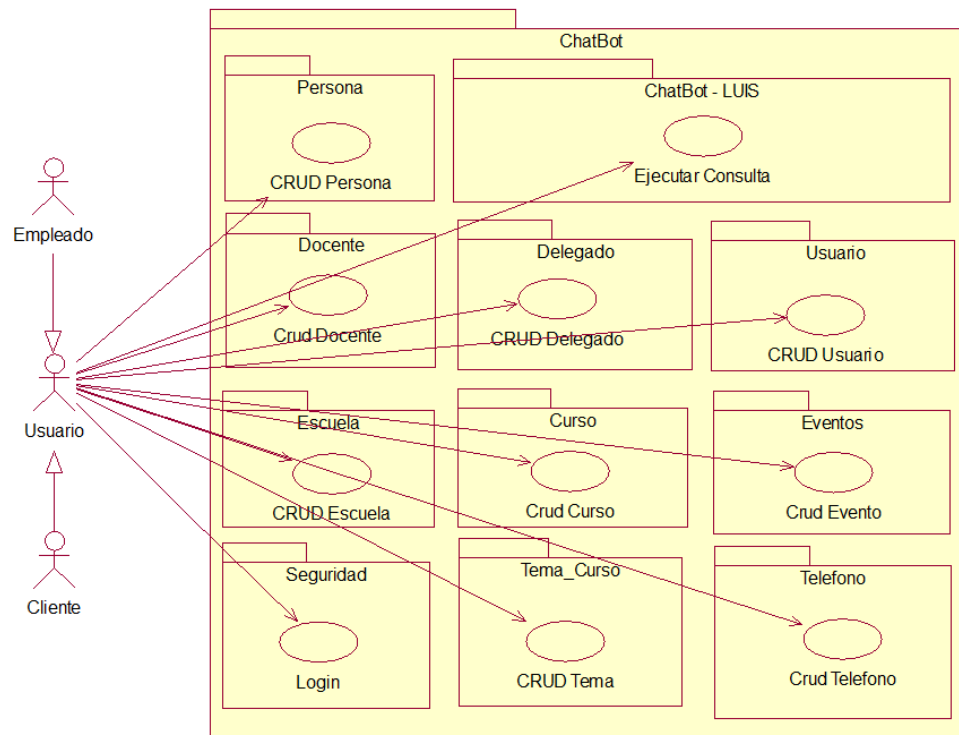 ChatBot
Persona
CRUD Persona
ChatBot - LUIS
Ejecutar Consulta
Empleado
Docente
Crud Docente
Delegado
CRUD Delegado
Usuario
CRUD Usuario
Usuario
Escuela
CRUD Escuela
Curso
Crud Curso
Eventos
Crud Evento
Cliente
Seguridad
Login
Tema_Curso
CRUD Tema
Telefono
Crud Telefono